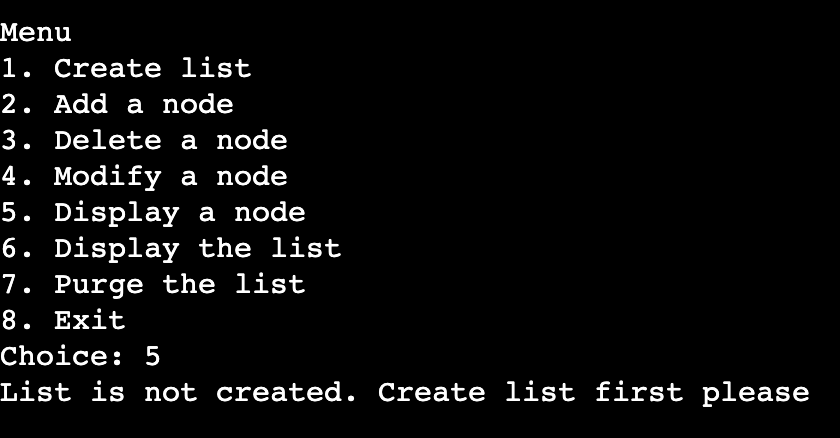 Menu
1. Create list
2. Add a node
3. Delete a node
4. Modify a node
5. Display a node
6. Display the list
7. Purge the list
8. Exit
Choice: 5
List is not created. Create list first please